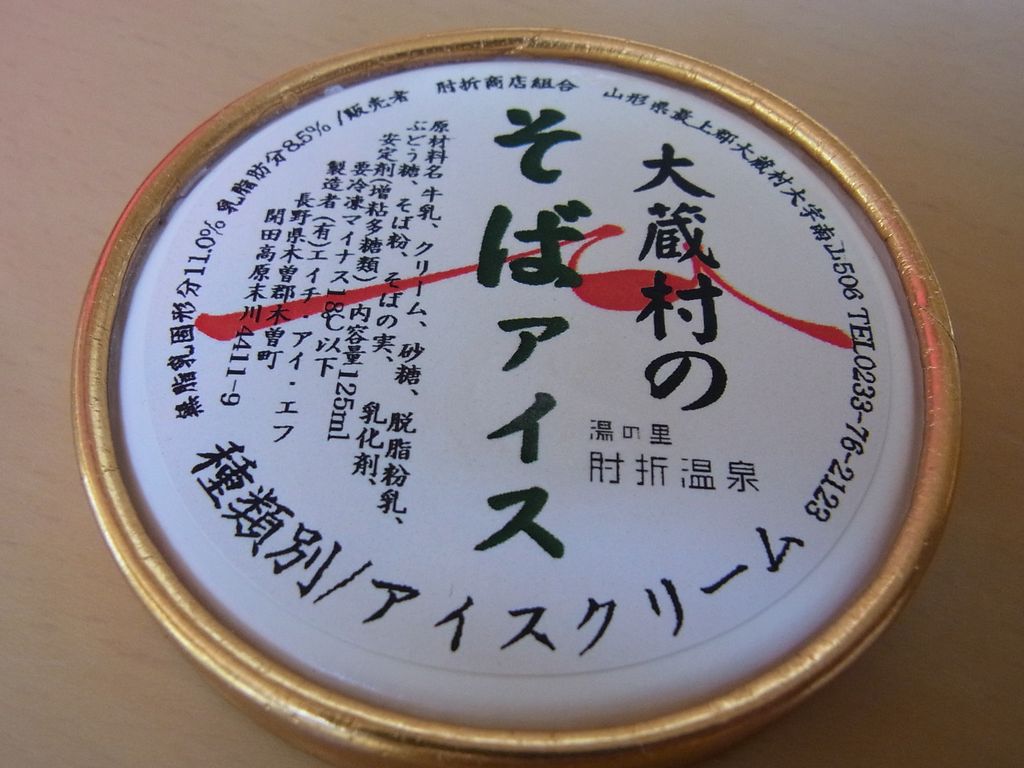 無脂乳固形分11.0% 乳脂肪分8.5% /販売者 肘折商店組合 山形県最上郡大蔵村大字南山506 TEL0233-76-2123
大蔵村の
そばアイス
湯の里
肘折温泉
原材料名 牛乳、クリーム、砂糖、脱脂粉乳、
ぶどう糖、そば粉、そばの実、乳化剤、
安定剤(増粘多糖類) 内容量125ml
要冷凍マイナス18℃以下
製造者(有)エイチ・アイ・エフ
長野県木曽郡木曽町
開田高原末川4411-9
種類別/アイスクリーム